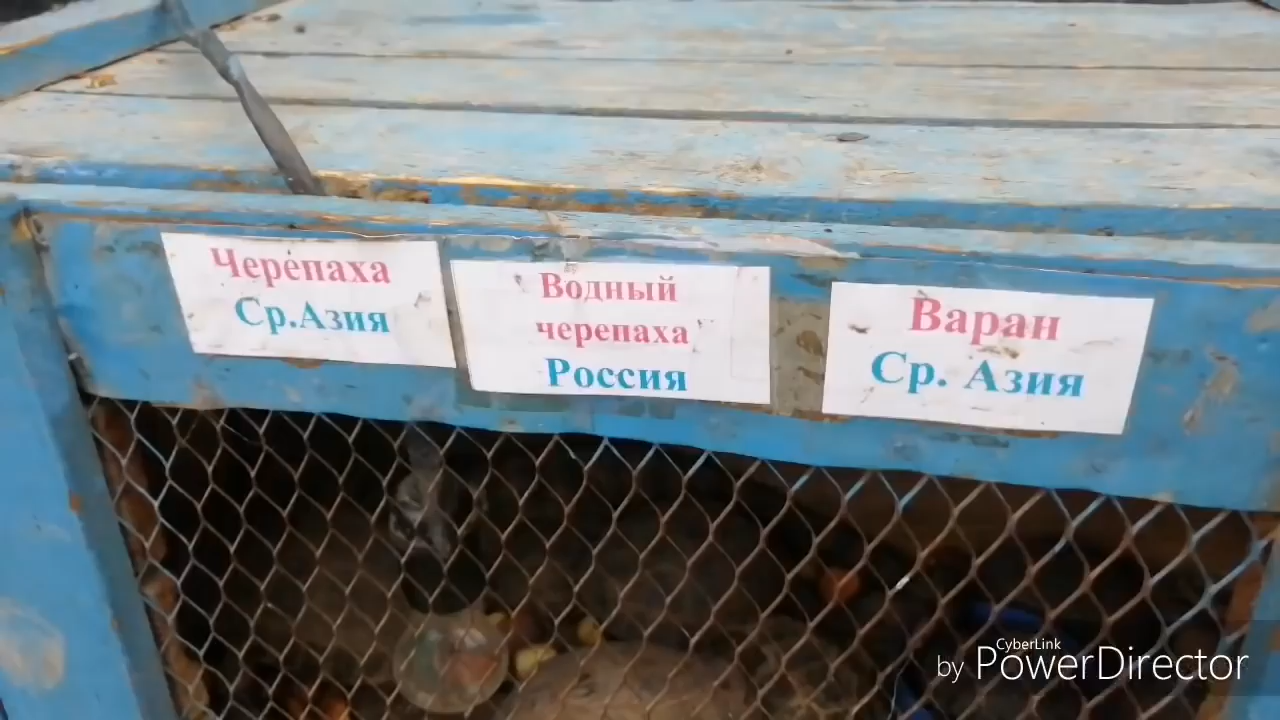 Черепаха
Ср.Азия
Водный
черепаха
Россия
Варан
Ср. Азия
CyberLink
by PowerDirector